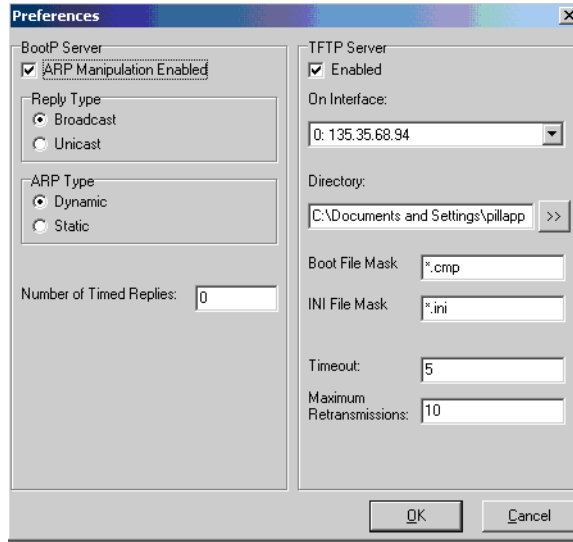 Preferences
BootP Server
ARP Manipulation Enabled
Reply Type
Broadcast
Unicast
ARP Type
Dynamic
Static
Number of Timed Replies: 0
TFTP Server
Enabled
On Interface:
0: 135.35.68.94
Directory:
C:\Documents and Settings\pillapp >>
Boot File Mask *.cmp
INI File Mask *.ini
Timeout: 5
Maximum
Retransmissions: 10
OK Cancel